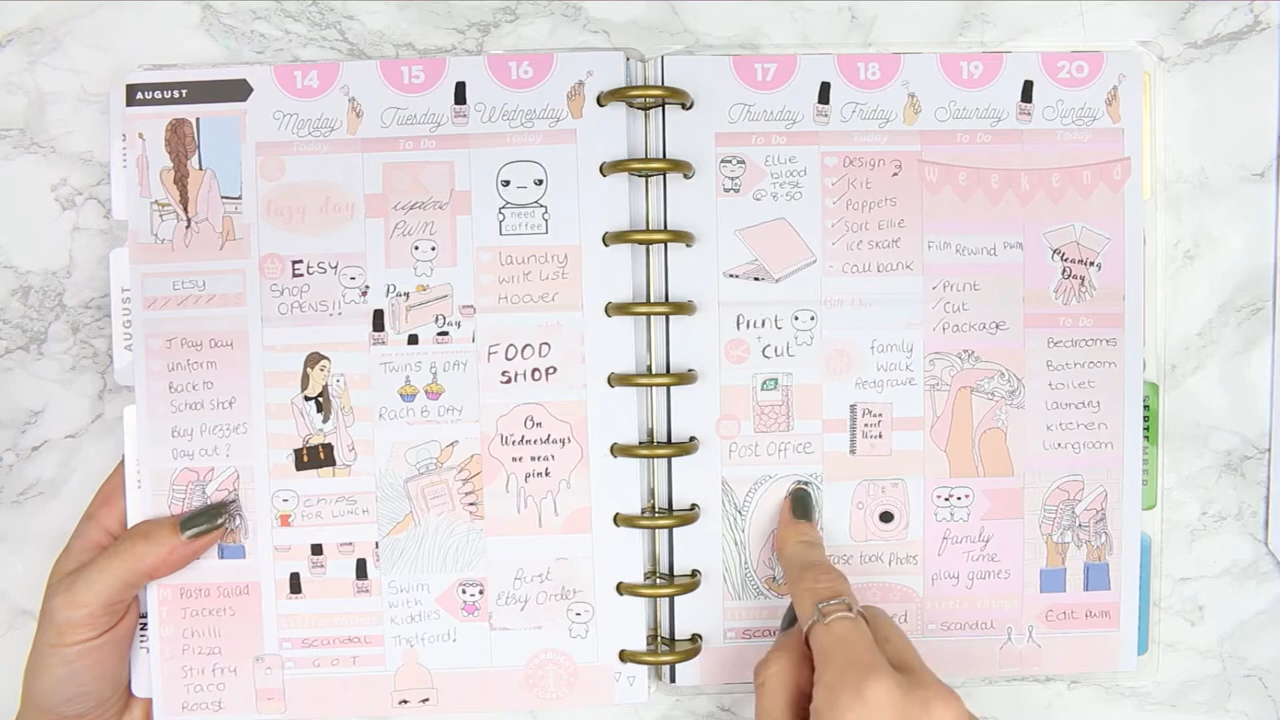 AUGUST
14
15
16
17
18
19
20
Monday
Tuesday
Wednesday
Thursday
Friday
Saturday
Sunday
Etsy
J Pay Day
uniform
Back to
School shop
Buy Prezzies
Day out?
Pasta Salad
Jackets
Chilli
Pizza
Stir fry
Taco
Roast
Today
lazy day
Etsy
Shop
OPENS!!
CHIPS
FOR LUNCH
little things
Scandal
GOT
To Do
upload
PWM
Pay
Day
Twins B DAY
Rach B DAY
Swim
with
Kiddies
Thetford!
Today
need
coffee
laundry
write list
Hoover
FOOD
SHOP
On
Wednesdays
we wear
pink
first
Etsy Order
To Do
Ellie
blood
Test
@ 8:50
Print
+
Cut
POST OFFICE
Today
Design
Kit
Poppets
Sort Ellie
ice skate
call bank
family
walk
Redgrave
Plan
next
Week
took Photos
To Do
Weekend
Film Rewind PWM
Print
Cut
Package
family
Time
play games
little things
Scandal
Today
Cleaning
Day
To Do
Bedrooms
Bathroom
toilet
laundry
kitchen
livingroom
Edit PWM
AUGUST
JUNE
SEPTEMBER